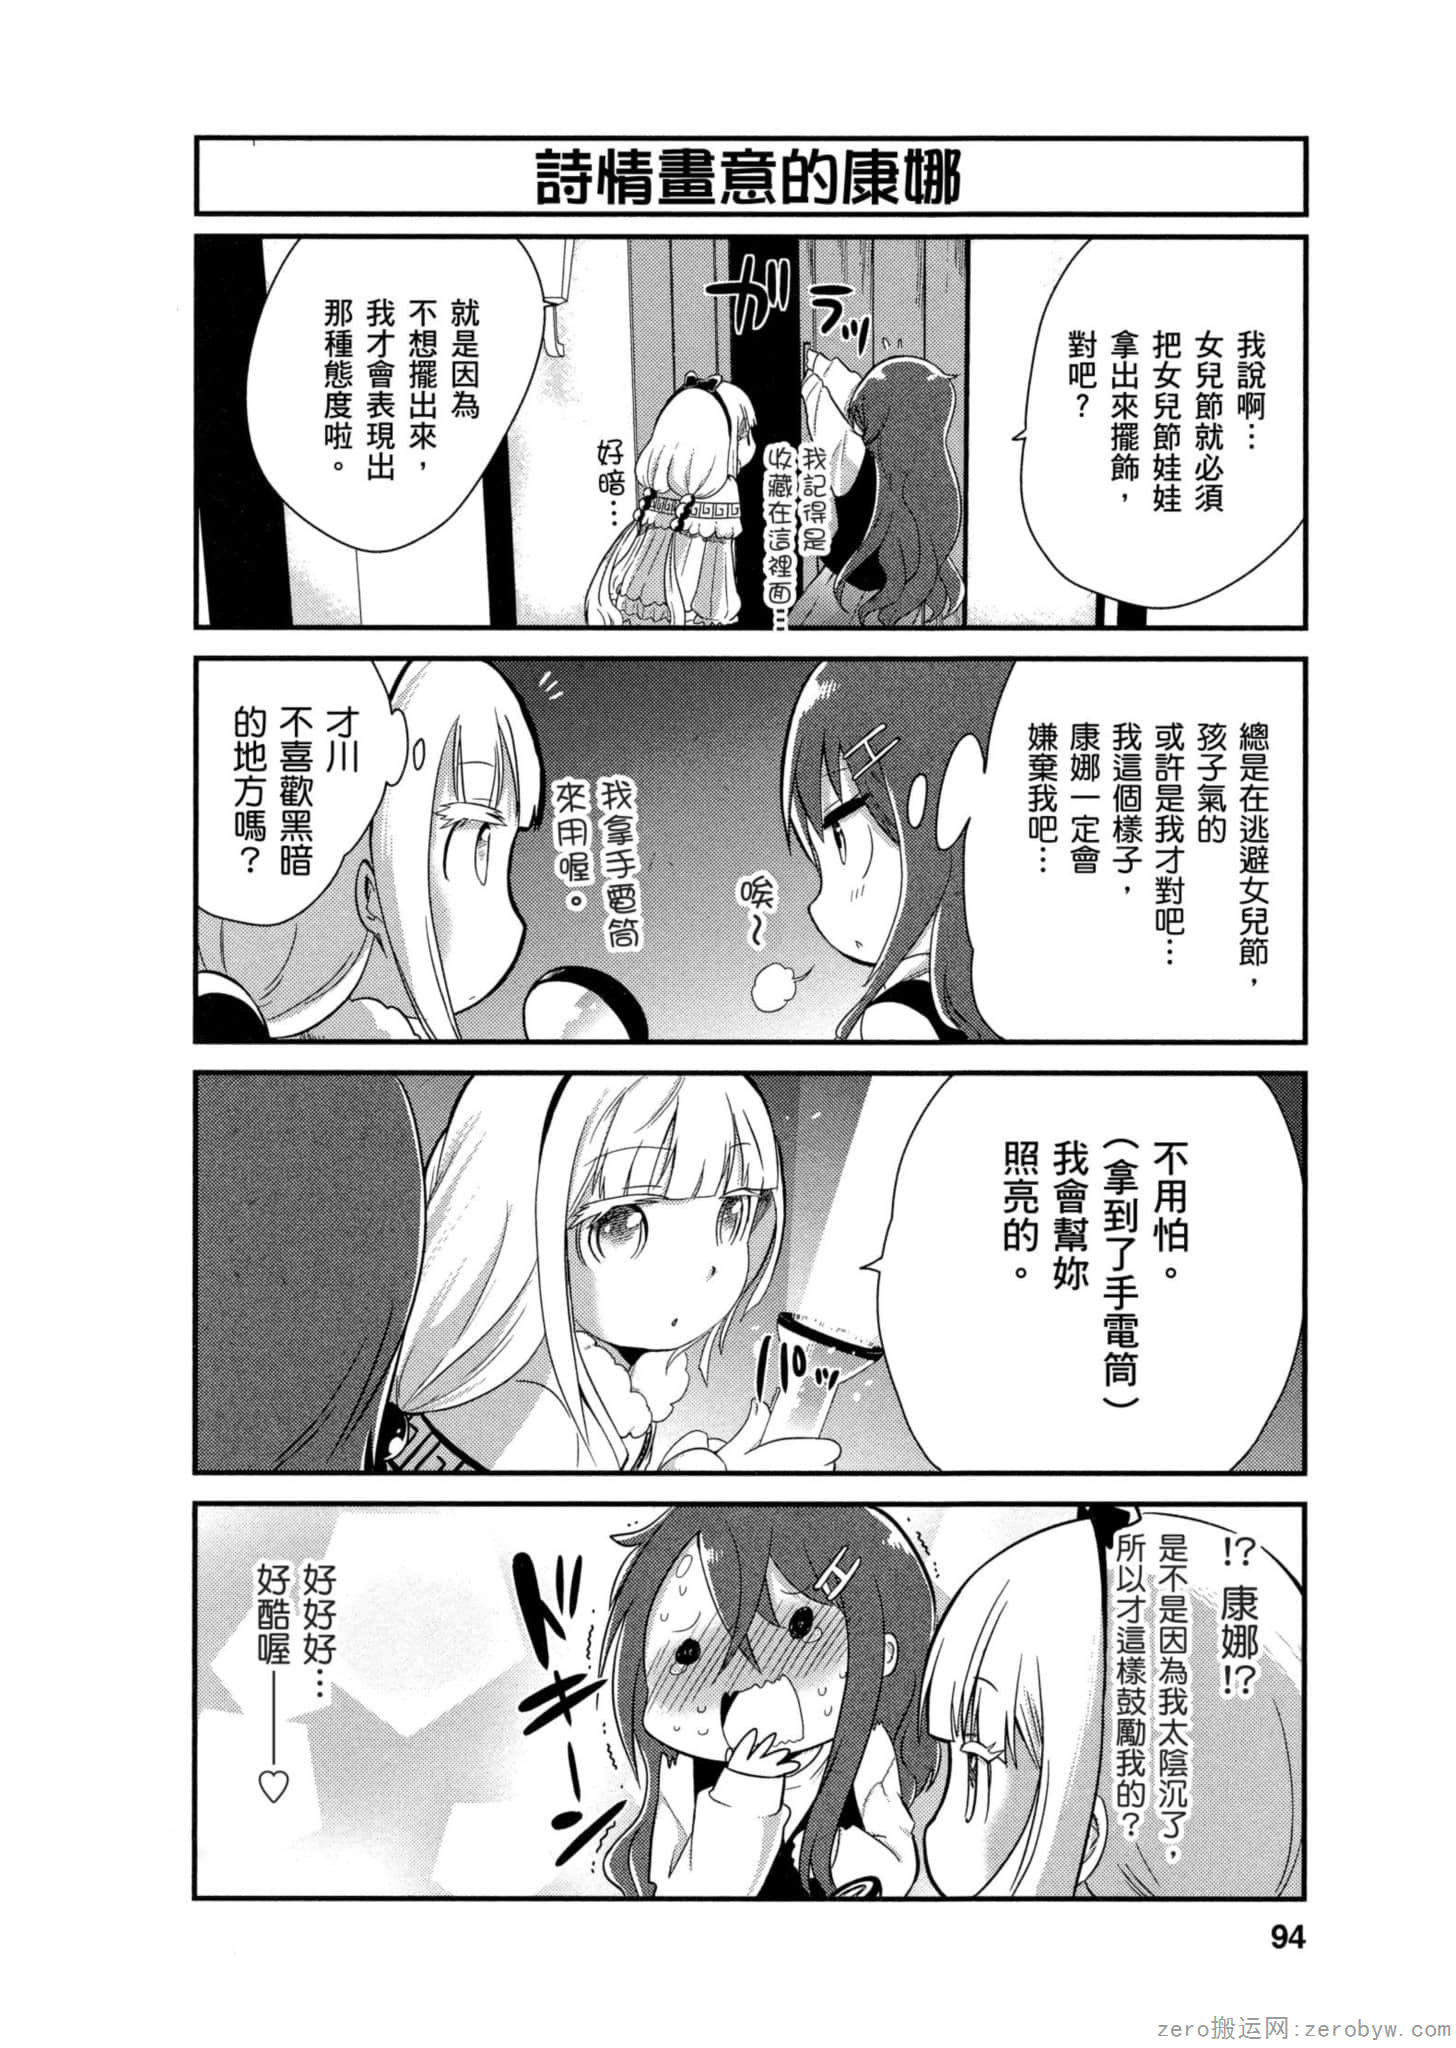 詩情畫意的康娜
我說啊…
女兒節就必須
把女兒節娃娃
拿出來擺飾，
對吧？
ガラッ
我記得是
收藏在這裡面…
好暗…
就是因為
不想擺出來，
我才會表現出
那種態度啦。
總是在逃避女兒節，
孩子氣的
或許是我才對吧…
我這個樣子，
康娜一定會
嫌棄我吧…
唉～
我拿手電筒
來用喔。
才川
不喜歡黑暗
的地方嗎？
不用怕。
（拿到了手電筒）
我會幫妳
照亮的。
パッ
!?康娜!?
是不是因為我太陰沉了，
所以才這樣鼓勵我的？
ドキーン
好好好…
好酷喔——♡
94
zero搬运网:zerobyw.com